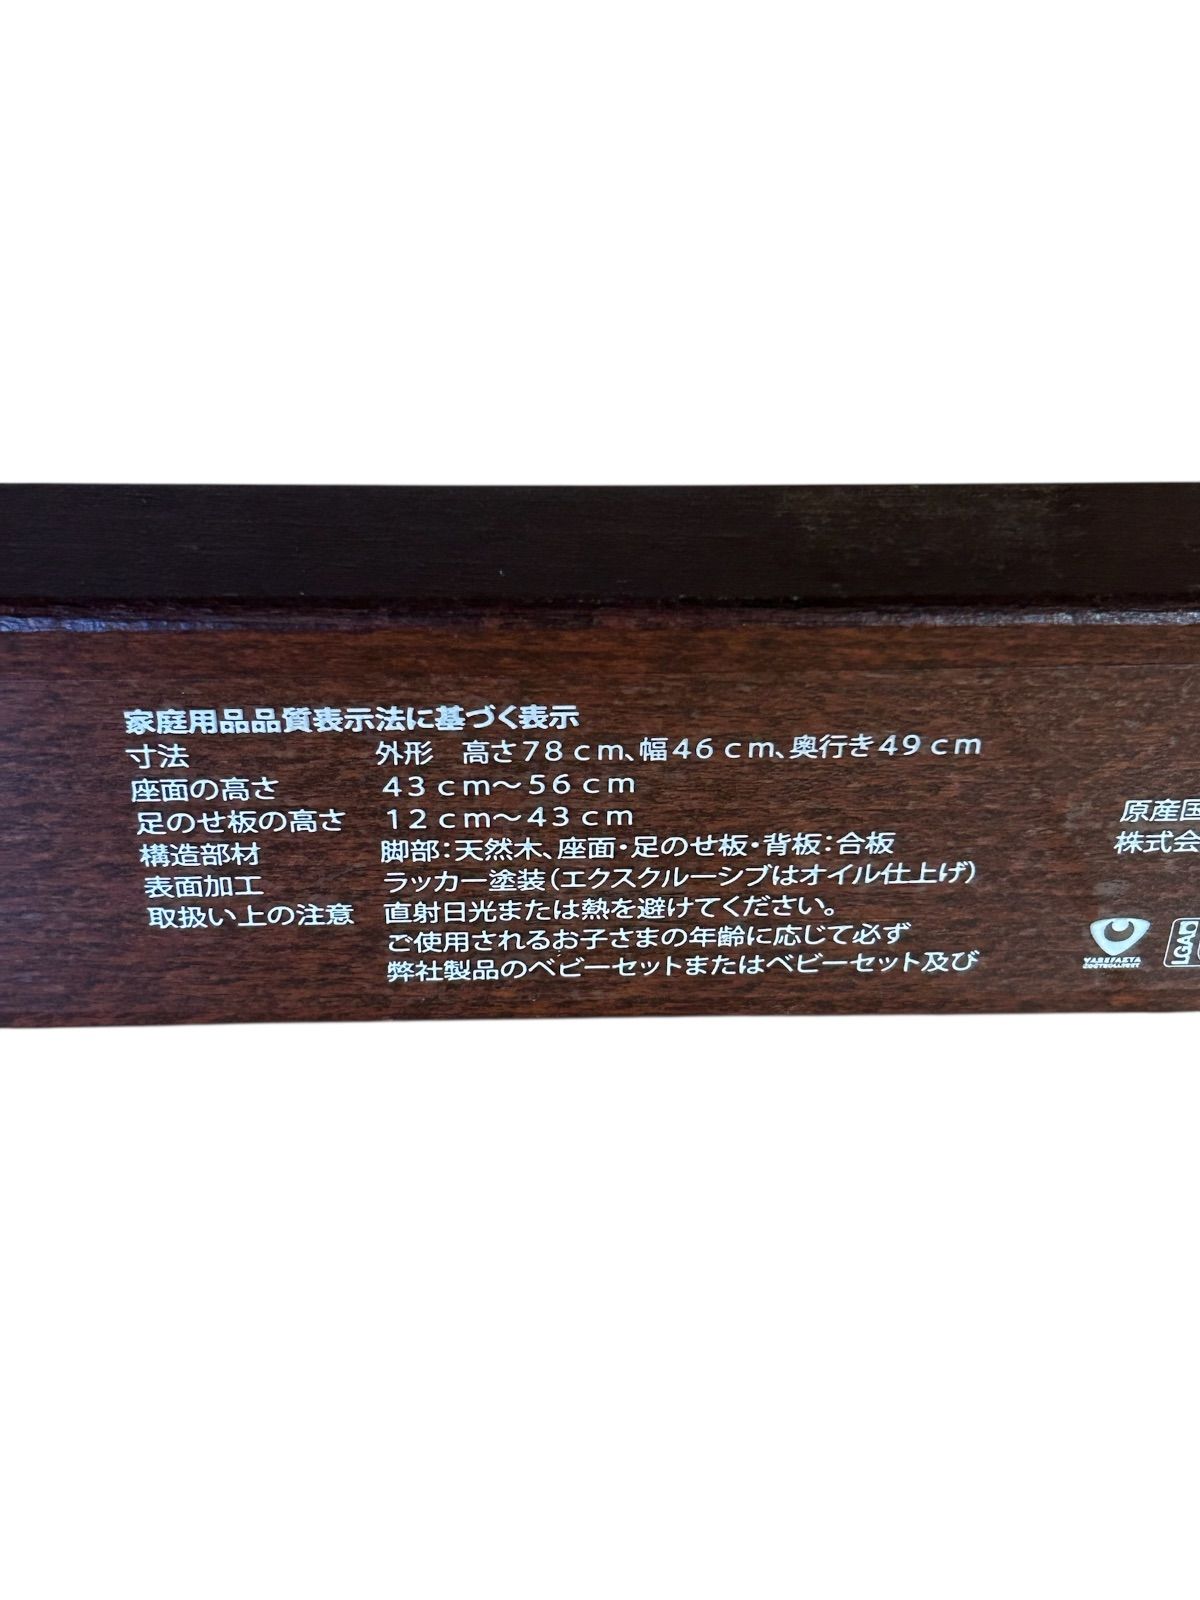 家庭用品品質表示法に基づく表示
寸法 外形 高さ78cm、幅46cm、奥行き49cm
座面の高さ 43cm〜56cm
足のせ板の高さ 12cm〜43cm
構造部材 脚部：天然木、座面・足のせ板・背板：合板
表面加工 ラッカー塗装（エクスクルーシブはオイル仕上げ）
取扱い上の注意 直射日光または熱を避けてください。
ご使用されるお子さまの年齢に応じて必ず
弊社製品のベビーセットまたはベビーセット及び
原産国
株式会
VAREFAKTA
CONTROLLERET
LGA